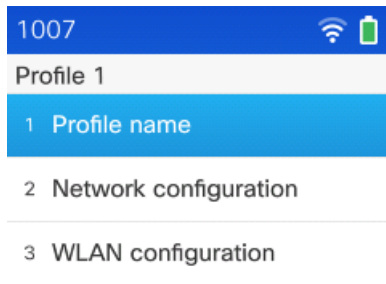 1007
Profile 1
1 Profile name
2 Network configuration
3 WLAN configuration